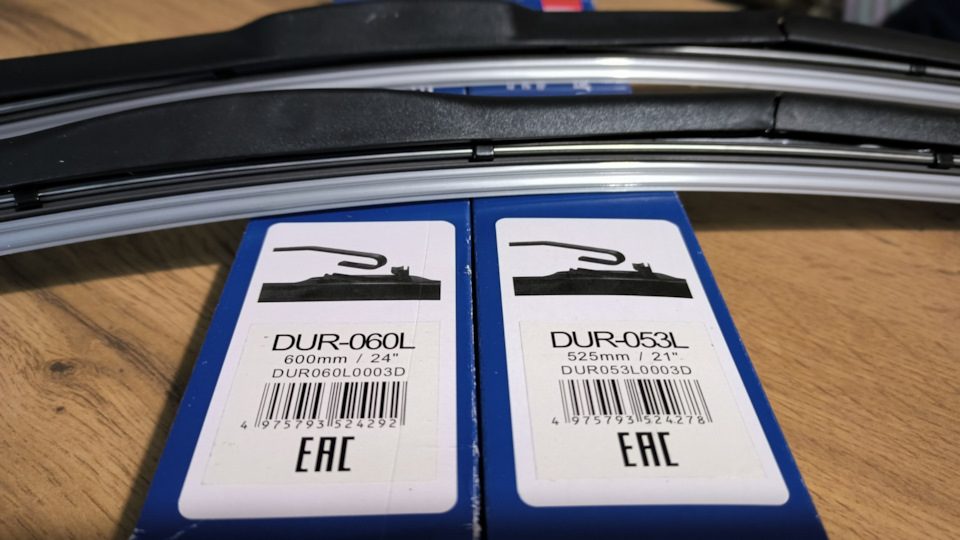 DUR-060L
600mm / 24"
DUR060L0003D
4 975793 524292
EAC
DUR-053L
525mm / 21"
DUR053L0003D
4 975793 524278
EAC